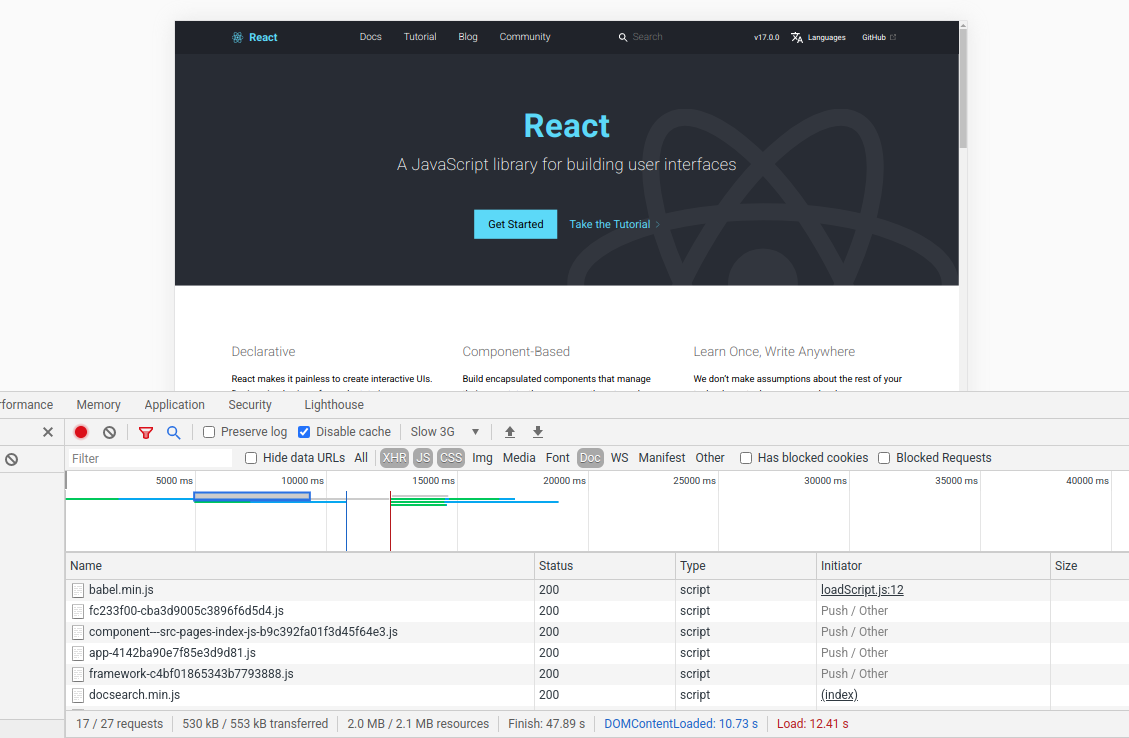 React Docs Tutorial Blog Community Search v17.0.0 Languages GitHub
React
A JavaScript library for building user interfaces
Get Started Take the Tutorial
Declarative Component-Based Learn Once, Write Anywhere
React makes it painless to create interactive UIs. Build encapsulated components that manage We don’t make assumptions about the rest of your
rformance Memory Application Security Lighthouse
Preserve log Disable cache Slow 3G
Filter Hide data URLs All XHR JS CSS Img Media Font Doc WS Manifest Other Has blocked cookies Blocked Requests
5000 ms 10000 ms 15000 ms 20000 ms 25000 ms 30000 ms 35000 ms 40000 ms
Name Status Type Initiator Size
babel.min.js 200 script loadScript.js:12
fc233f00-cba3d9005c3896f6d5d4.js 200 script Push / Other
component---src-pages-index-js-b9c392fa01f3d45f64e3.js 200 script Push / Other
app-4142ba90e7f85e3d9d81.js 200 script Push / Other
framework-c4bf01865343b7793888.js 200 script Push / Other
docsearch.min.js 200 script (index)
17 / 27 requests 530 kB / 553 kB transferred 2.0 MB / 2.1 MB resources Finish: 47.89 s DOMContentLoaded: 10.73 s Load: 12.41 s